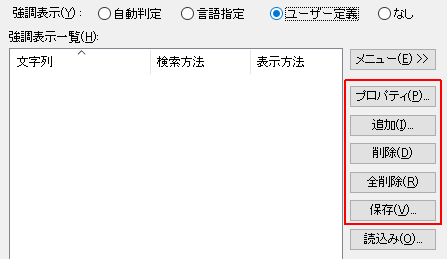 強調表示(Y): 自動判定 言語指定 ユーザー定義 なし
強調表示一覧(H):
文字列 検索方法 表示方法
メニュー(E) >>
プロパティ(P)...
追加(I)...
削除(D)
全削除(R)
保存(V)...
読込み(O)...